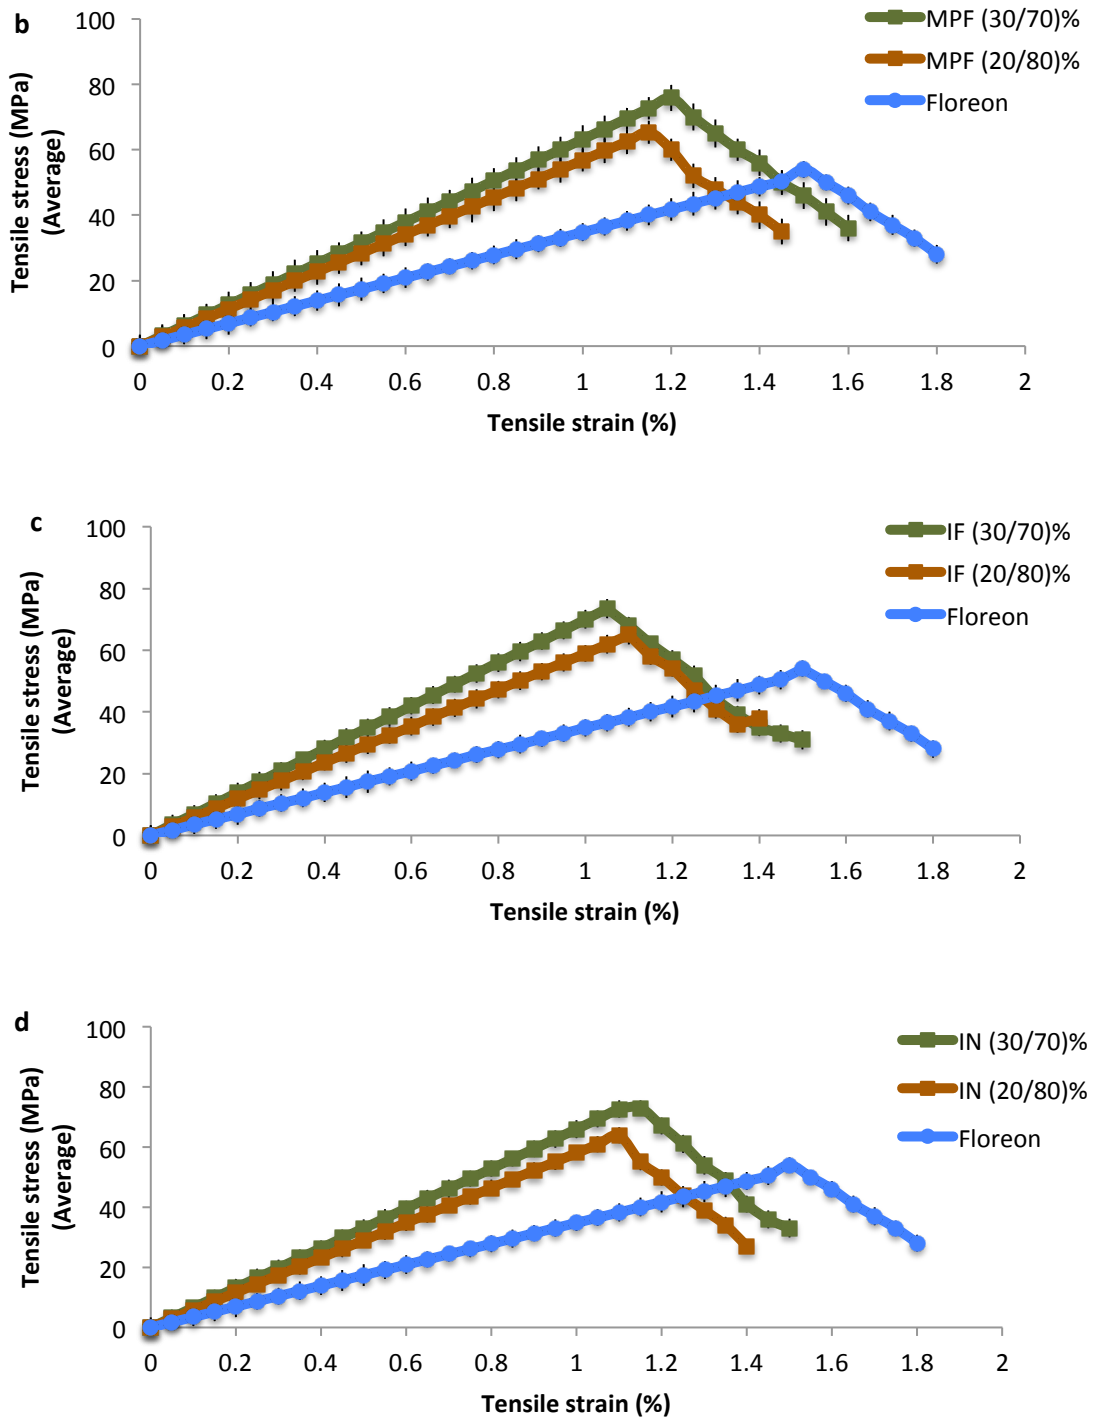 b
MPF (30/70)%
MPF (20/80)%
Floreon
Tensile stress (MPa)
(Average)
100
80
60
40
20
0
0 0.2 0.4 0.6 0.8 1 1.2 1.4 1.6 1.8 2
Tensile strain (%)
c
IF (30/70)%
IF (20/80)%
Floreon
Tensile stress (MPa)
(Average)
100
80
60
40
20
0
0 0.2 0.4 0.6 0.8 1 1.2 1.4 1.6 1.8 2
Tensile strain (%)
d
IN (30/70)%
IN (20/80)%
Floreon
Tensile stress (MPa)
(Average)
100
80
60
40
20
0
0 0.2 0.4 0.6 0.8 1 1.2 1.4 1.6 1.8 2
Tensile strain (%)